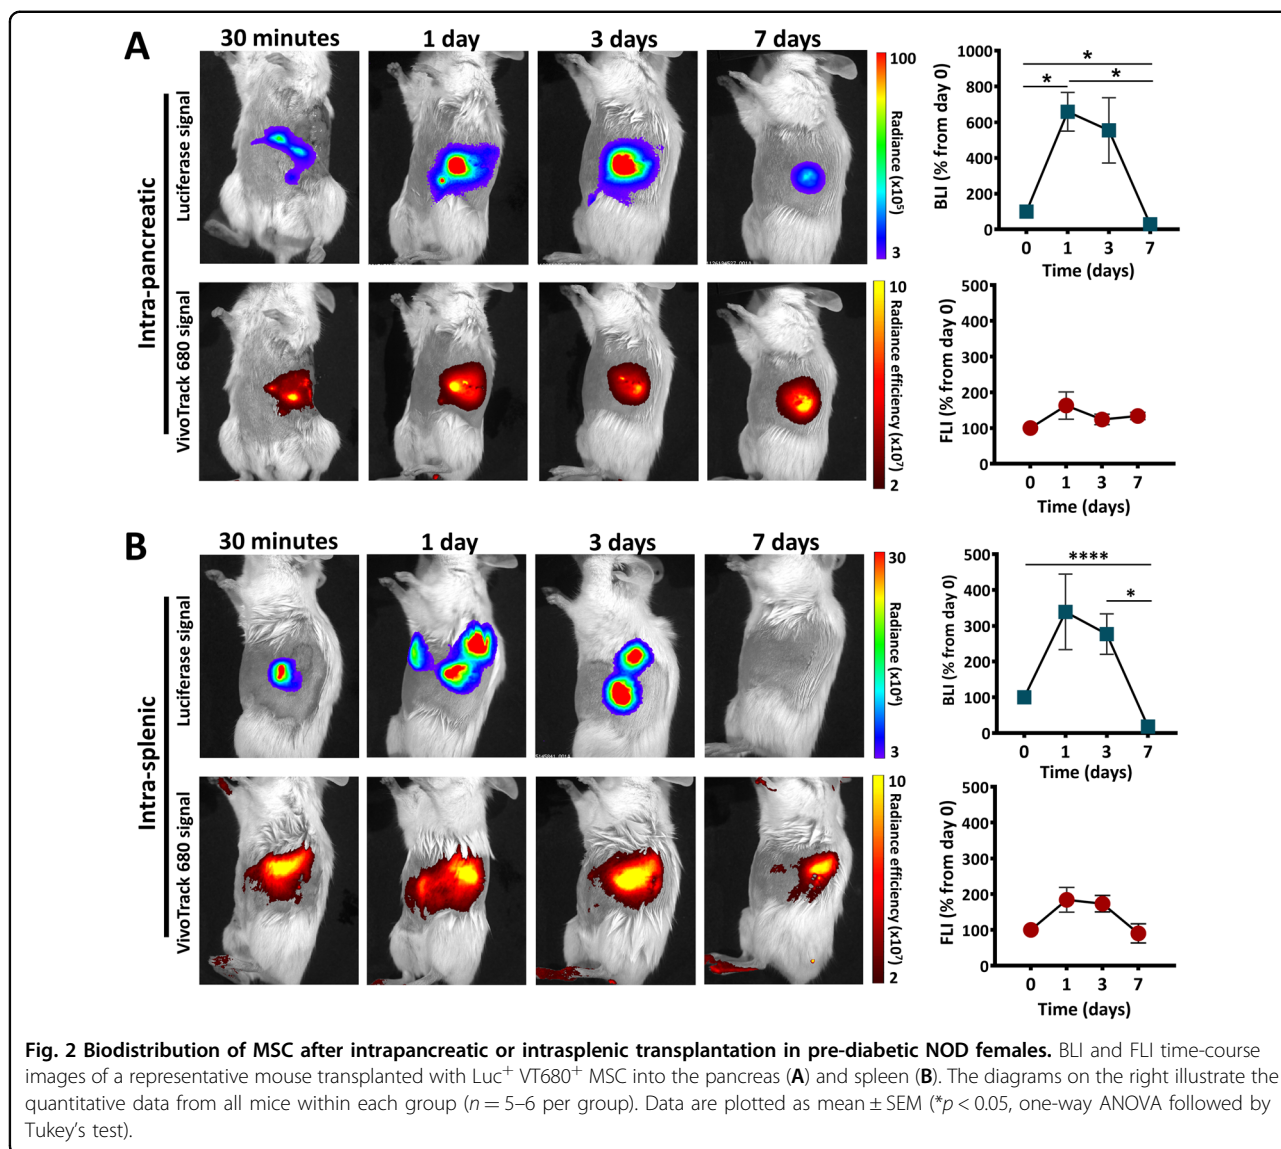 A
30 minutes
1 day
3 days
7 days
Intra-pancreatic
Luciferase signal
100
Radiance (x10⁵)
3
1000
800
600
400
200
0
BLI (% from day 0)
*
*
*
0 1 3 7
Time (days)
VivoTrack 680 signal
10
Radiance efficiency (x10⁷)
2
500
400
300
200
100
0
FLI (% from day 0)
0 1 3 7
Time (days)
B
30 minutes
1 day
3 days
7 days
Intra-splenic
Luciferase signal
30
Radiance (x10⁴)
3
500
400
300
200
100
0
BLI (% from day 0)
****
*
0 1 3 7
Time (days)
VivoTrack 680 signal
10
Radiance efficiency (x10⁷)
2
500
400
300
200
100
0
FLI (% from day 0)
0 1 3 7
Time (days)
Fig. 2 Biodistribution of MSC after intrapancreatic or intrasplenic transplantation in pre-diabetic NOD females. BLI and FLI time-course
images of a representative mouse transplanted with Luc⁺ VT680⁺ MSC into the pancreas (A) and spleen (B). The diagrams on the right illustrate the
quantitative data from all mice within each group (n = 5–6 per group). Data are plotted as mean ± SEM (*p < 0.05, one-way ANOVA followed by
Tukey's test).